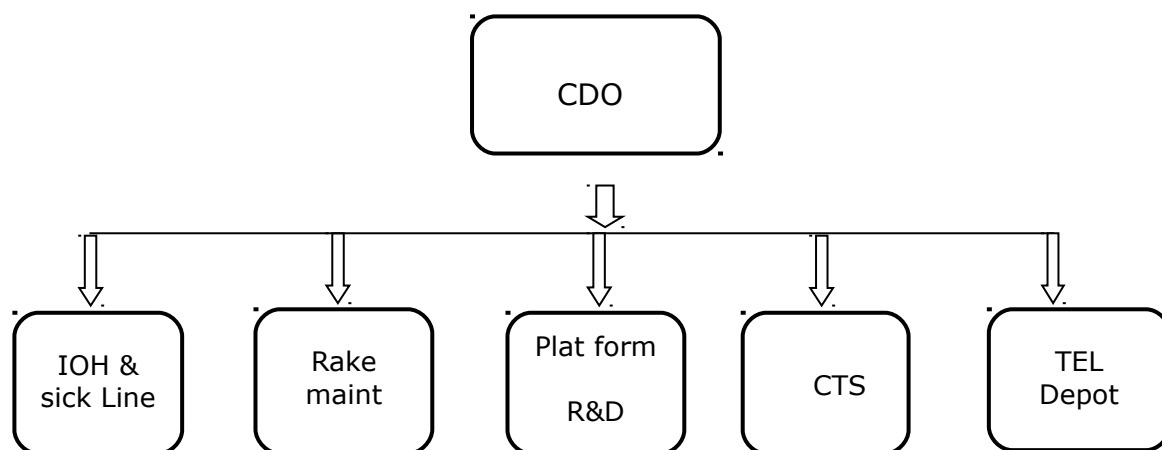 CDO
IOH &
sick Line
Rake
maint
Plat form
R&D
CTS
TEL
Depot